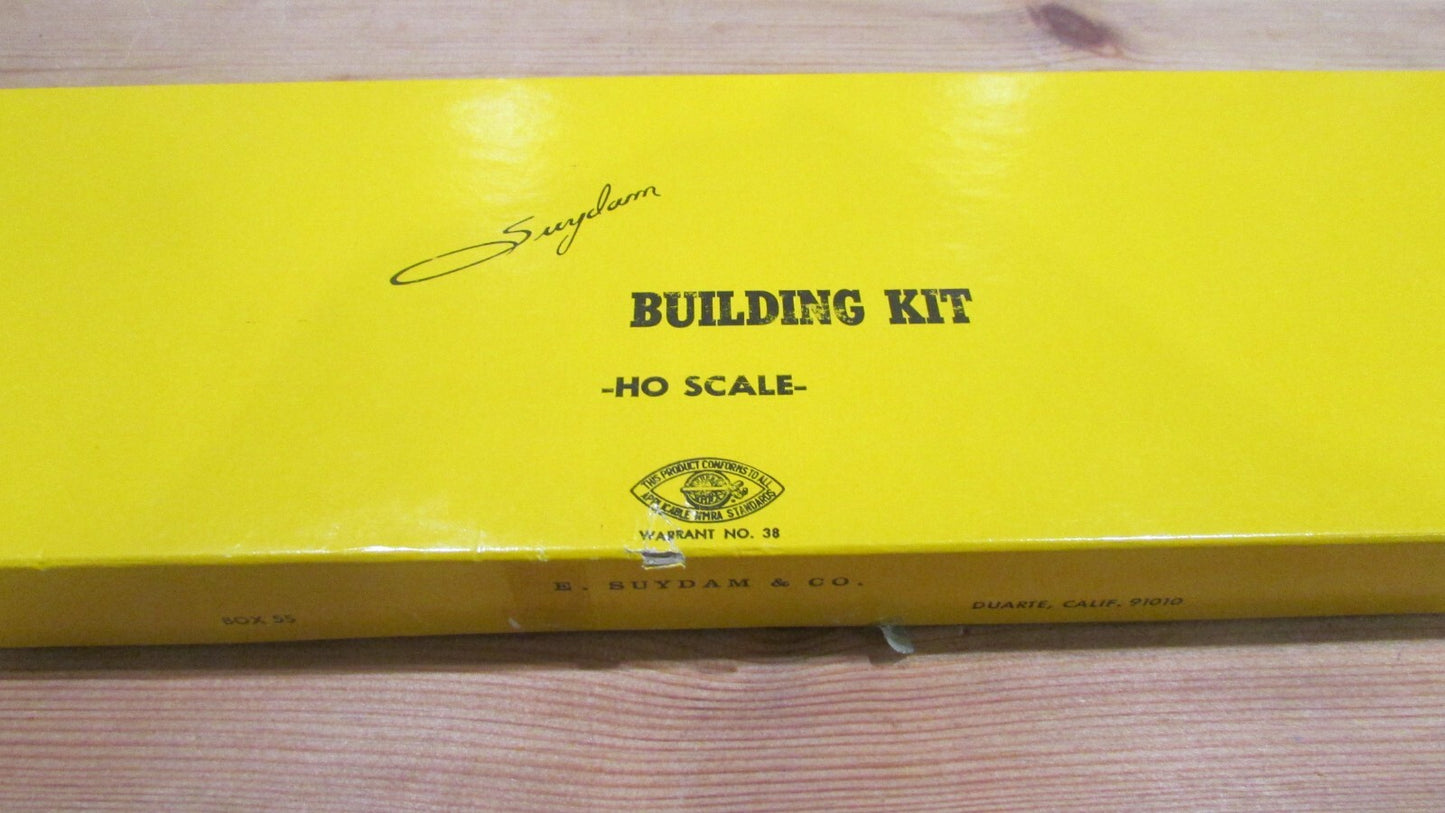 Suydam
BUILDING KIT
-HO SCALE-
THIS PRODUCT CONFORMS TO ALL
APPLICABLE NMRA STANDARDS
WARRANT NO. 38
E. SUYDAM & CO.
BOX 55
DUARTE, CALIF. 91010